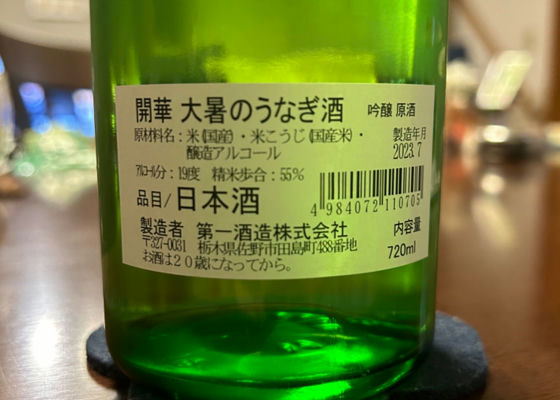 開華 大暑のうなぎ酒 吟醸 原酒
原材料名：米(国産)・米こうじ(国産米)・
醸造アルコール
製造年月
2023.7
アルコール分：19度 精米歩合：55%
品目/日本酒
4 984072 110705
製造者 第一酒造株式会社
〒327-0031 栃木県佐野市田島町488番地
お酒は20歳になってから。
内容量
720ml